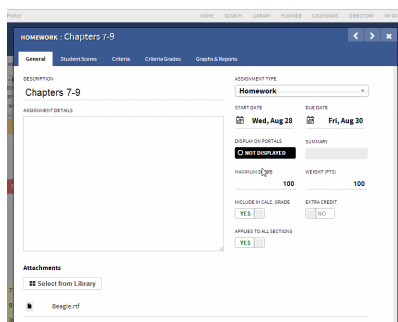 Portal HOME SEARCH LIBRARY PLANNER CALENDARS DIRECTORY
HOMEWORK : Chapters 7-9
General Student Scores Criteria Criteria Grades Graphs & Reports
DESCRIPTION
Chapters 7-9
ASSIGNMENT DETAILS
ASSIGNMENT TYPE
Homework
START DATE DUE DATE
Wed, Aug 28 Fri, Aug 30
DISPLAY ON PORTALS SUMMARY
NOT DISPLAYED
MAXIMUM SCORE WEIGHT (PTS)
100 100
INCLUDE IN CALC. GRADE EXTRA CREDIT
YES NO
APPLIES TO ALL SECTIONS
YES
Attachments
Select from Library
Beagle.rtf